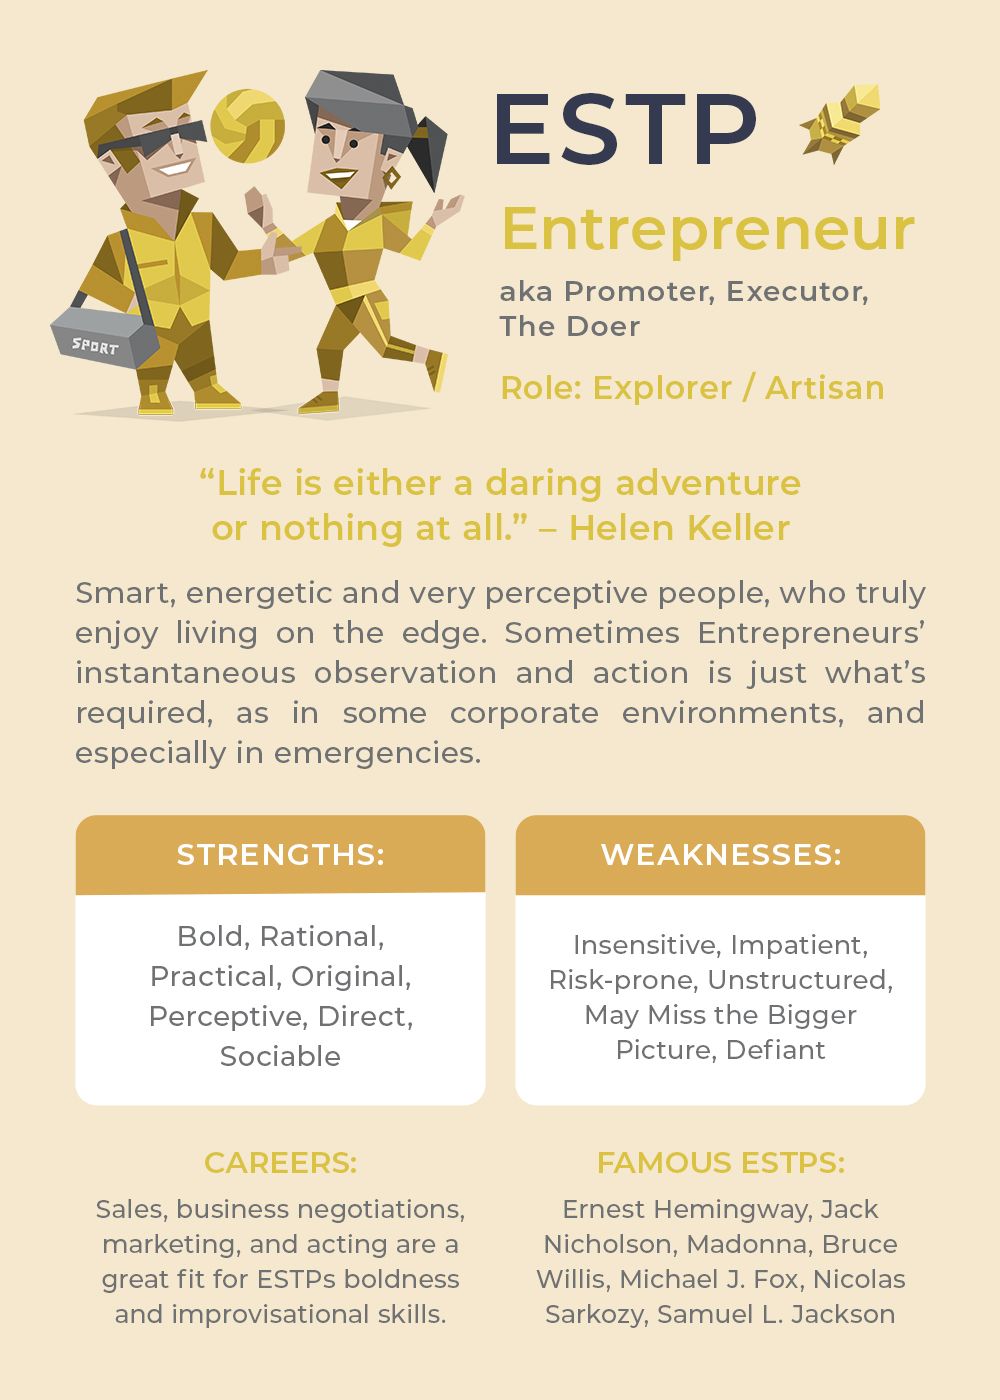 ESTP
Entrepreneur
aka Promoter, Executor,
The Doer
Role: Explorer / Artisan
SPORT
“Life is either a daring adventure
or nothing at all.” – Helen Keller
Smart, energetic and very perceptive people, who truly
enjoy living on the edge. Sometimes Entrepreneurs’
instantaneous observation and action is just what’s
required, as in some corporate environments, and
especially in emergencies.
STRENGTHS:
Bold, Rational,
Practical, Original,
Perceptive, Direct,
Sociable
WEAKNESSES:
Insensitive, Impatient,
Risk-prone, Unstructured,
May Miss the Bigger
Picture, Defiant
CAREERS:
Sales, business negotiations,
marketing, and acting are a
great fit for ESTPs boldness
and improvisational skills.
FAMOUS ESTPS:
Ernest Hemingway, Jack
Nicholson, Madonna, Bruce
Willis, Michael J. Fox, Nicolas
Sarkozy, Samuel L. Jackson